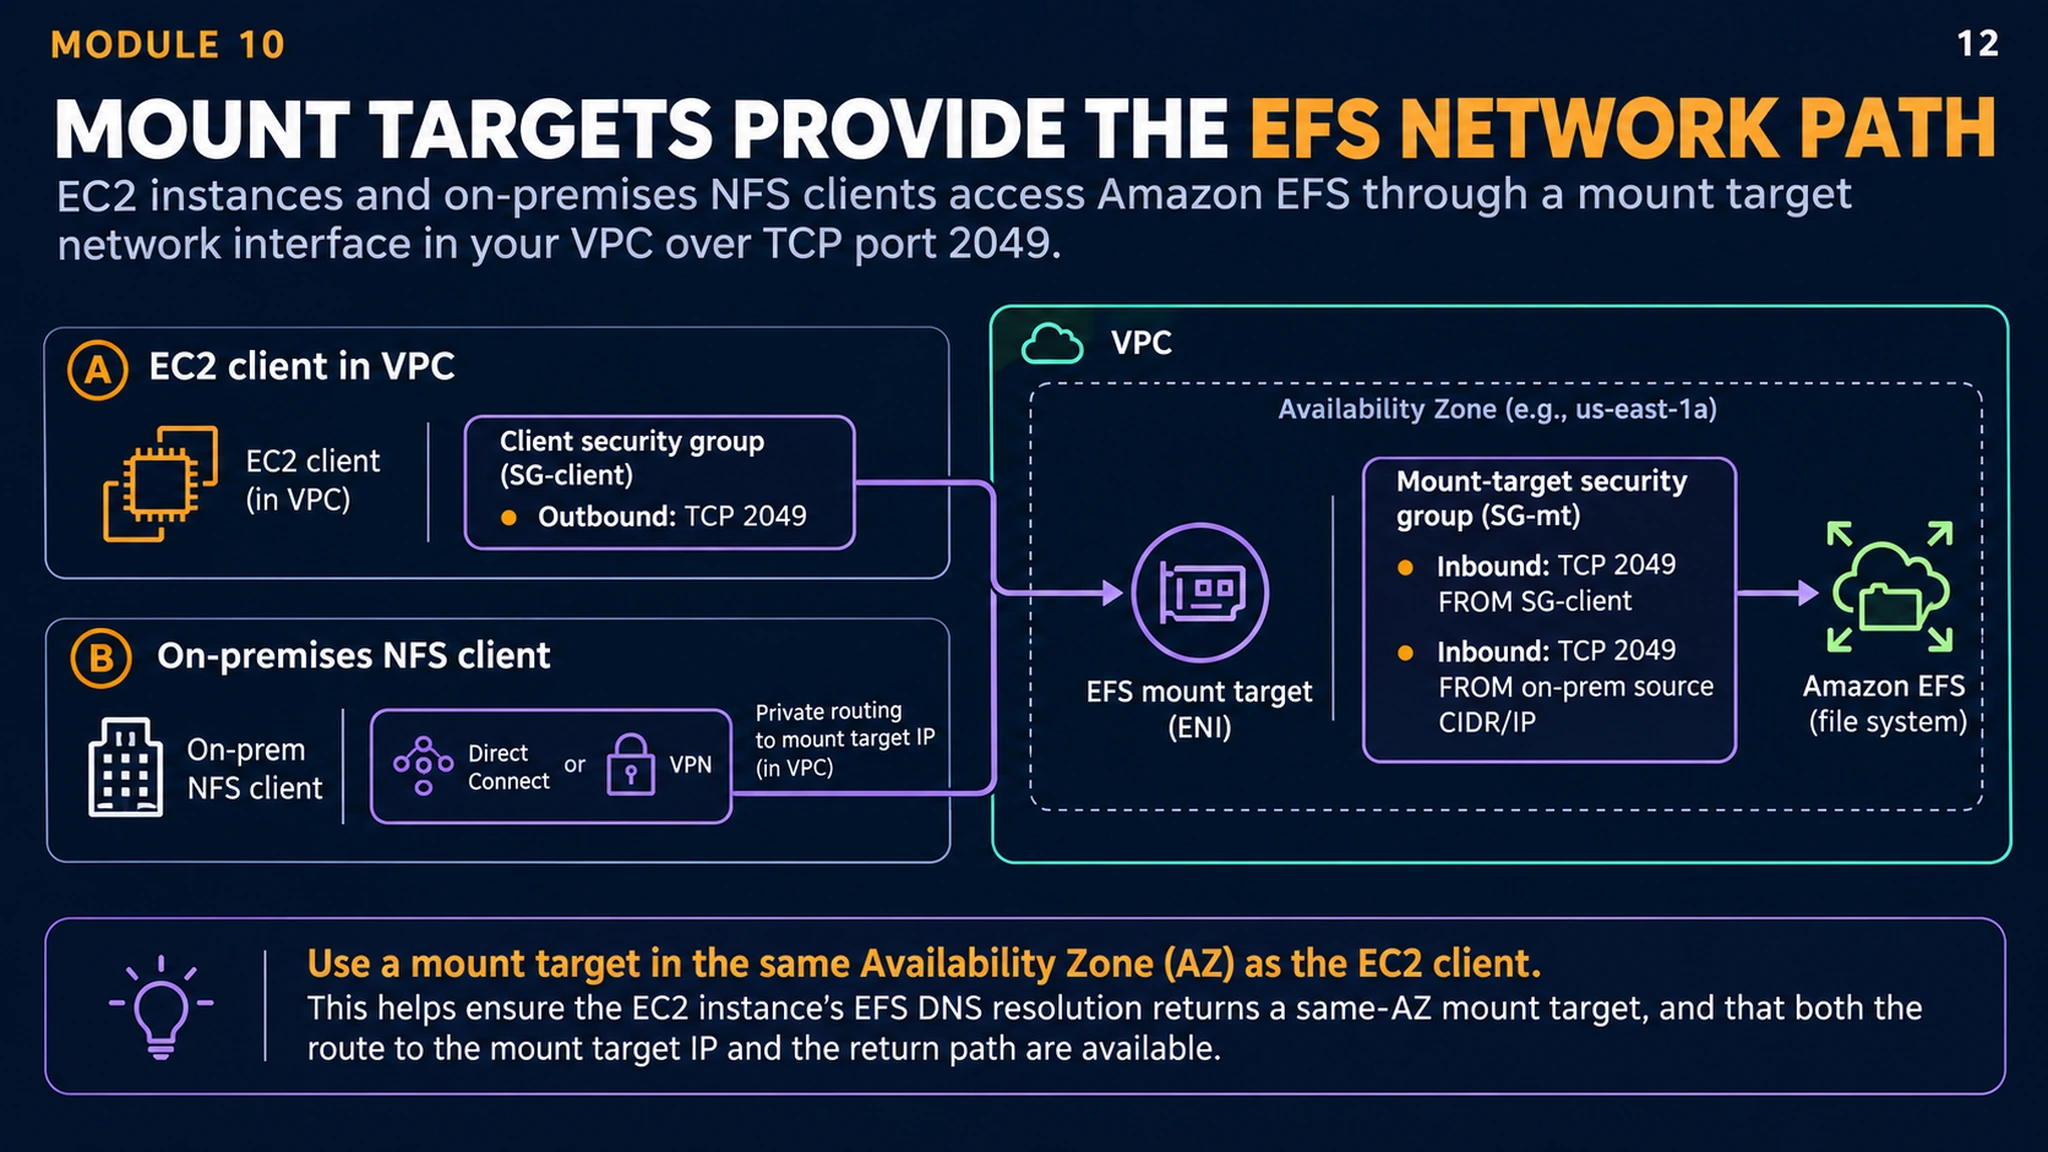 MODULE 10
12
MOUNT TARGETS PROVIDE THE EFS NETWORK PATH
EC2 instances and on-premises NFS clients access Amazon EFS through a mount target
network interface in your VPC over TCP port 2049.
A
EC2 client in VPC
EC2 client
(in VPC)
Client security group
(SG-client)
Outbound: TCP 2049
B
On-premises NFS client
On-prem
NFS client
Direct
Connect
or
VPN
Private routing
to mount target IP
(in VPC)
VPC
Availability Zone (e.g., us-east-1a)
EFS mount target
(ENI)
Mount-target security
group (SG-mt)
Inbound: TCP 2049
FROM SG-client
Inbound: TCP 2049
FROM on-prem source
CIDR/IP
Amazon EFS
(file system)
Use a mount target in the same Availability Zone (AZ) as the EC2 client.
This helps ensure the EC2 instance’s EFS DNS resolution returns a same-AZ mount target, and that both the
route to the mount target IP and the return path are available.